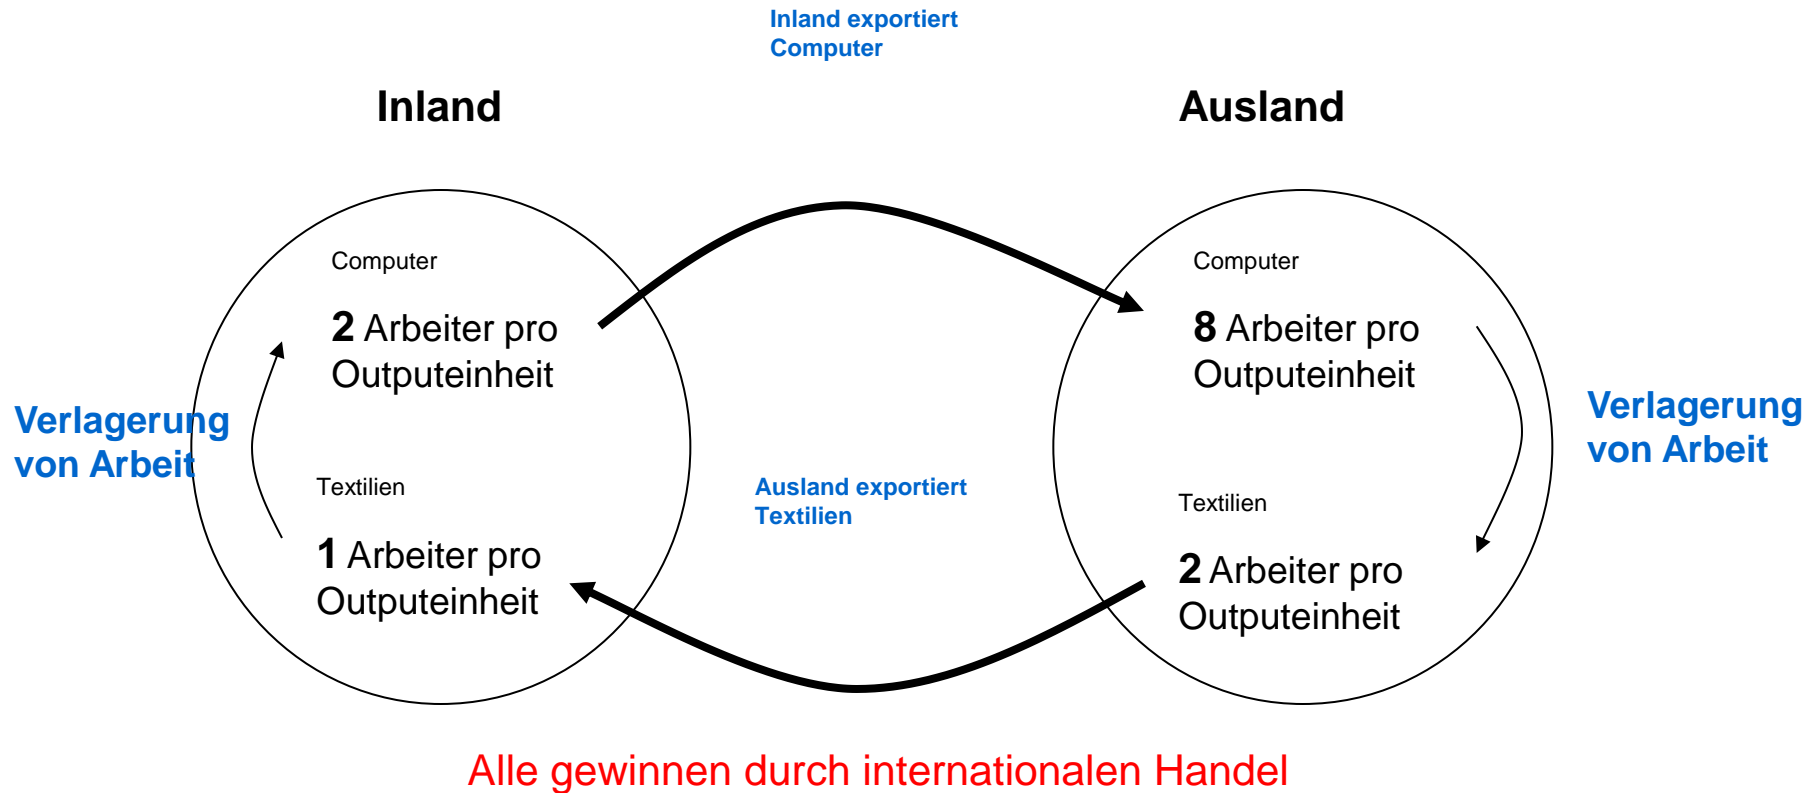 Inland exportiert
Computer
Inland
Ausland
Computer
2 Arbeiter pro
Outputeinheit
Computer
8 Arbeiter pro
Outputeinheit
Verlagerung
von Arbeit
Verlagerung
von Arbeit
Textilien
1 Arbeiter pro
Outputeinheit
Ausland exportiert
Textilien
Textilien
2 Arbeiter pro
Outputeinheit
Alle gewinnen durch internationalen Handel